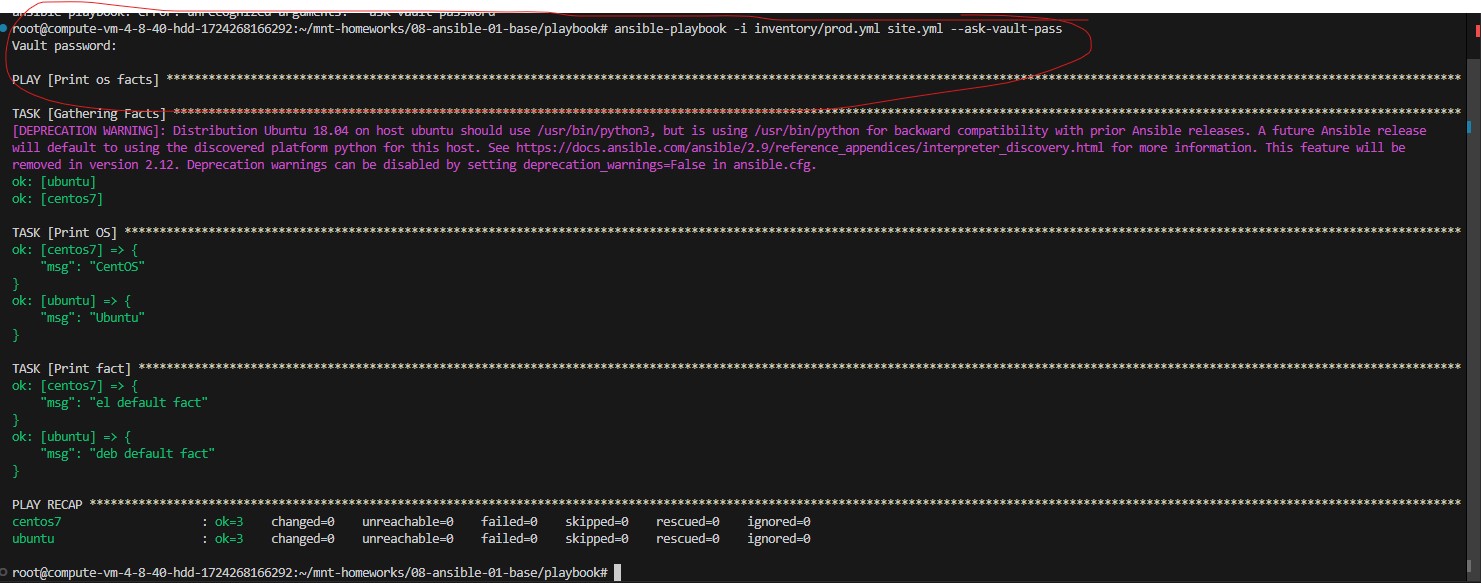 ansible-playbook: error: unrecognized arguments: --ask-vault-password
root@compute-vm-4-8-40-hdd-1724268166292:~/mnt-homeworks/08-ansible-01-base/playbook# ansible-playbook -i inventory/prod.yml site.yml --ask-vault-pass
Vault password:
PLAY [Print os facts] ****************************************************************************************************************************************************************************************
TASK [Gathering Facts] ***************************************************************************************************************************************************************************************
[DEPRECATION WARNING]: Distribution Ubuntu 18.04 on host ubuntu should use /usr/bin/python3, but is using /usr/bin/python for backward compatibility with prior Ansible releases. A future Ansible release
will default to using the discovered platform python for this host. See https://docs.ansible.com/ansible/2.9/reference_appendices/interpreter_discovery.html for more information. This feature will be
removed in version 2.12. Deprecation warnings can be disabled by setting deprecation_warnings=False in ansible.cfg.
ok: [ubuntu]
ok: [centos7]
TASK [Print OS] **********************************************************************************************************************************************************************************************
ok: [centos7] => {
    "msg": "CentOS"
}
ok: [ubuntu] => {
    "msg": "Ubuntu"
}
TASK [Print fact] ********************************************************************************************************************************************************************************************
ok: [centos7] => {
    "msg": "el default fact"
}
ok: [ubuntu] => {
    "msg": "deb default fact"
}
PLAY RECAP ***************************************************************************************************************************************************************************************************
centos7                    : ok=3    changed=0    unreachable=0    failed=0    skipped=0    rescued=0    ignored=0
ubuntu                     : ok=3    changed=0    unreachable=0    failed=0    skipped=0    rescued=0    ignored=0
root@compute-vm-4-8-40-hdd-1724268166292:~/mnt-homeworks/08-ansible-01-base/playbook#